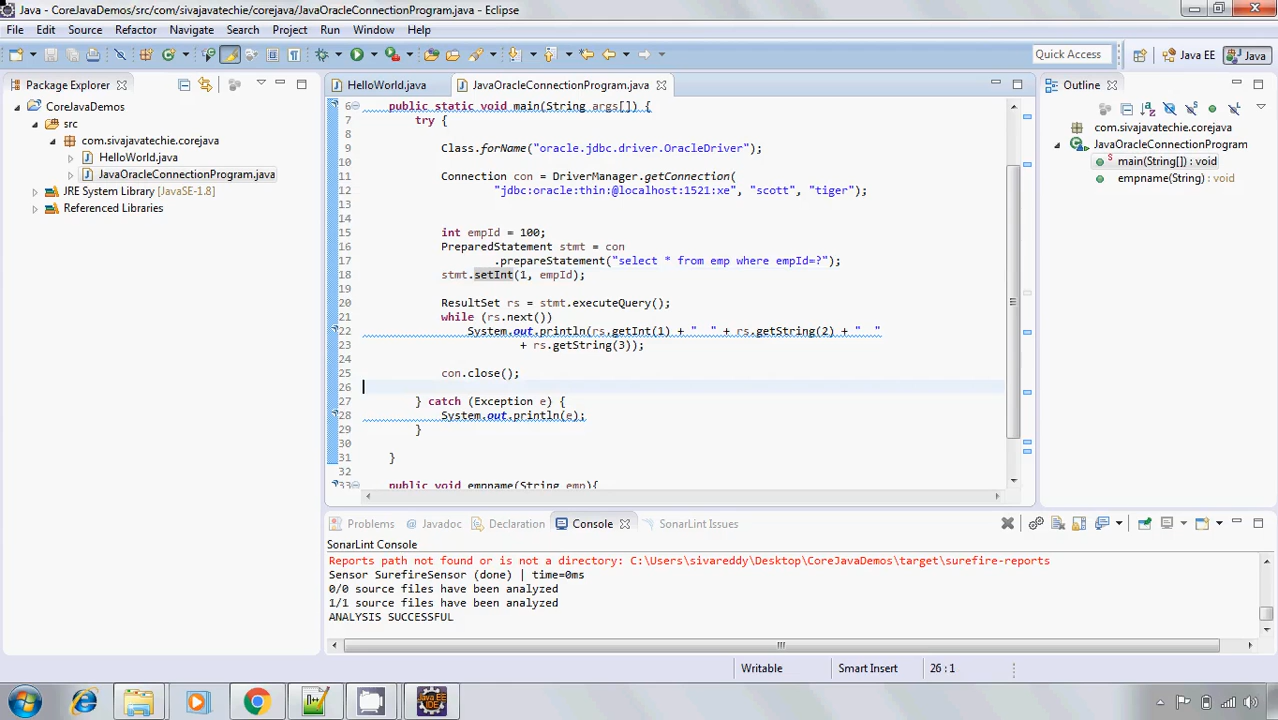 Java - CoreJavaDemos/src/com/sivajavatechie/corejava/JavaOracleConnectionProgram.java - Eclipse
File Edit Source Refactor Navigate Search Project Run Window Help
Quick Access Java EE Java
Package Explorer
CoreJavaDemos
src
com.sivajavatechie.corejava
HelloWorld.java
JavaOracleConnectionProgram.java
JRE System Library [JavaSE-1.8]
Referenced Libraries
HelloWorld.java JavaOracleConnectionProgram.java
6 public static void main(String args[]) {
7 try {
8
9 Class.forName("oracle.jdbc.driver.OracleDriver");
10
11 Connection con = DriverManager.getConnection(
12 "jdbc:oracle:thin:@localhost:1521:xe", "scott", "tiger");
13
14
15 int empId = 100;
16 PreparedStatement stmt = con
17 .prepareStatement("select * from emp where empId=?");
18 stmt.setInt(1, empId);
19
20 ResultSet rs = stmt.executeQuery();
21 while (rs.next())
22 System.out.println(rs.getInt(1) + "  " + rs.getString(2) + "  "
23 + rs.getString(3));
24
25 con.close();
26
27 } catch (Exception e) {
28 System.out.println(e);
29 }
30
31 }
32
33 public void empname(String emp){
Outline
com.sivajavatechie.corejava
JavaOracleConnectionProgram
main(String[]) : void
empname(String) : void
Problems Javadoc Declaration Console SonarLint Issues
SonarLint Console
Reports path not found or is not a directory: C:\Users\sivareddy\Desktop\CoreJavaDemos\target\surefire-reports
Sensor SurefireSensor (done) | time=0ms
0/0 source files have been analyzed
1/1 source files have been analyzed
ANALYSIS SUCCESSFUL
Writable Smart Insert 26 : 1
Java EE IDE